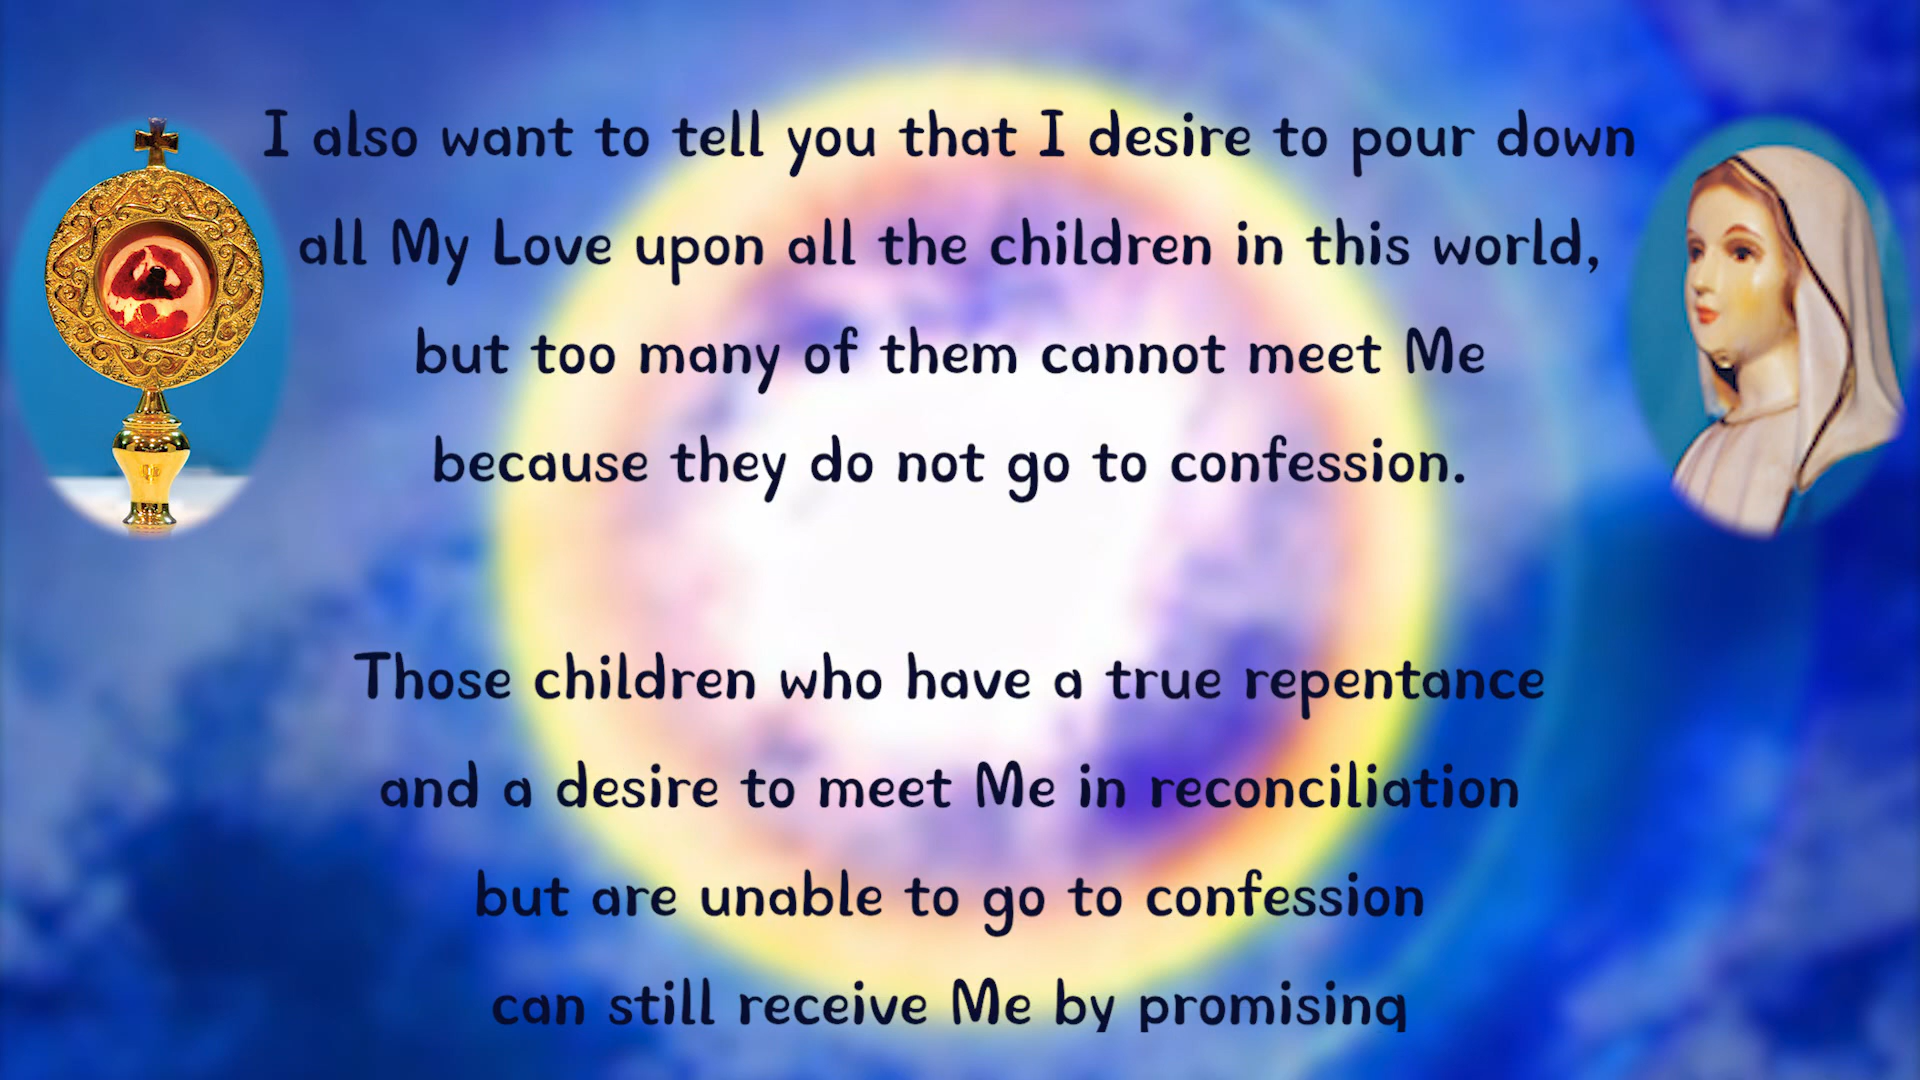 I also want to tell you that I desire to pour down
all My Love upon all the children in this world,
but too many of them cannot meet Me
because they do not go to confession.
Those children who have a true repentance
and a desire to meet Me in reconciliation
but are unable to go to confession
can still receive Me by promising